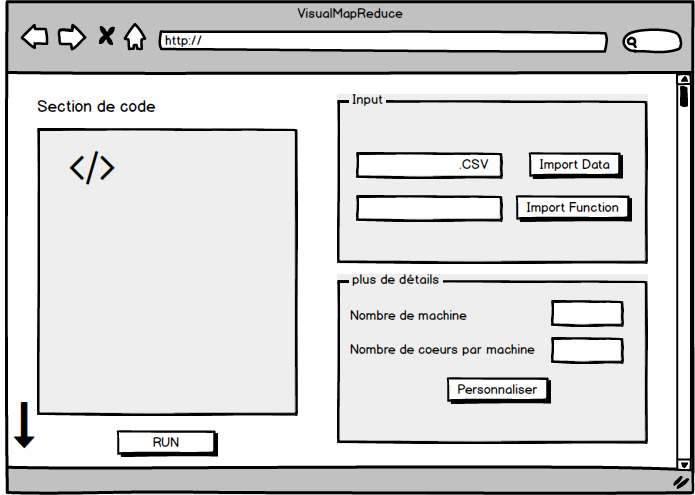 VisualMapReduce
http://
Section de code
</>
RUN
Input
.CSV
Import Data
Import Function
plus de détails
Nombre de machine
Nombre de coeurs par machine
Personnaliser